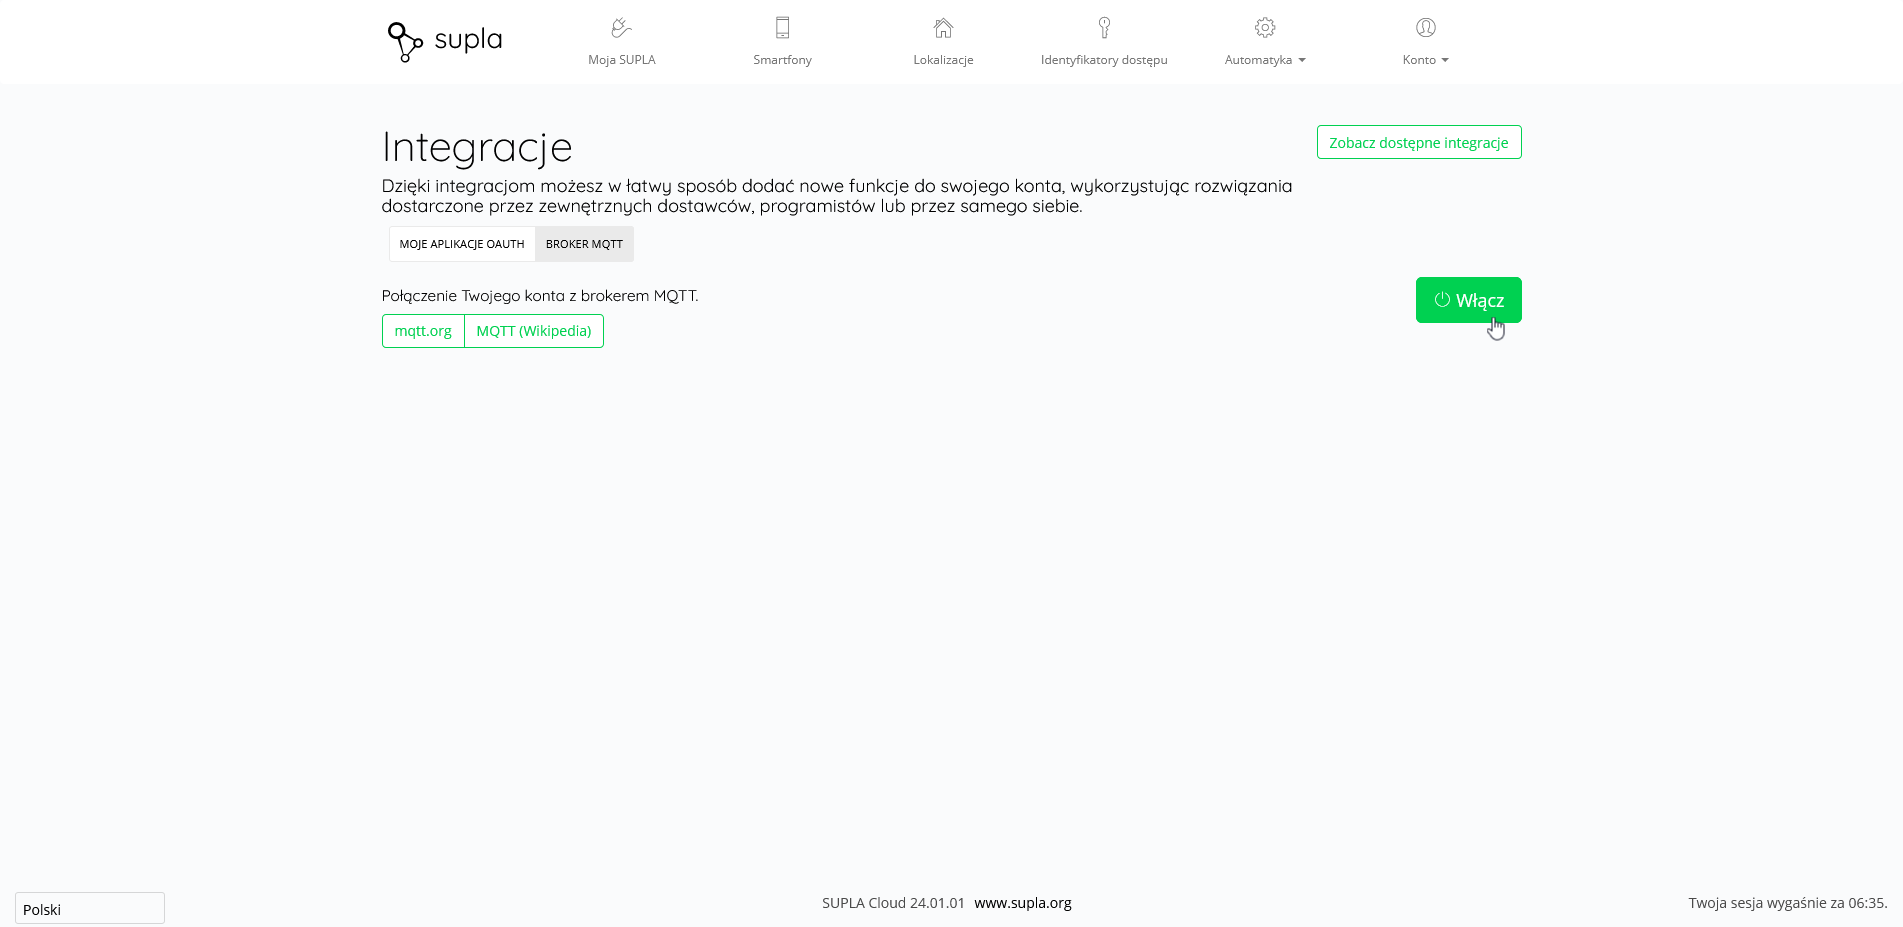 supla
Moja SUPLA
Smartfony
Lokalizacje
Identyfikatory dostępu
Automatyka
Konto
Integracje
Zobacz dostępne integracje
Dzięki integracjom możesz w łatwy sposób dodać nowe funkcje do swojego konta, wykorzystując rozwiązania
dostarczone przez zewnętrznych dostawców, programistów lub przez samego siebie.
MOJE APLIKACJE OAUTH
BROKER MQTT
Połączenie Twojego konta z brokerem MQTT.
Włącz
mqtt.org
MQTT (Wikipedia)
Polski
SUPLA Cloud 24.01.01 www.supla.org
Twoja sesja wygaśnie za 06:35.